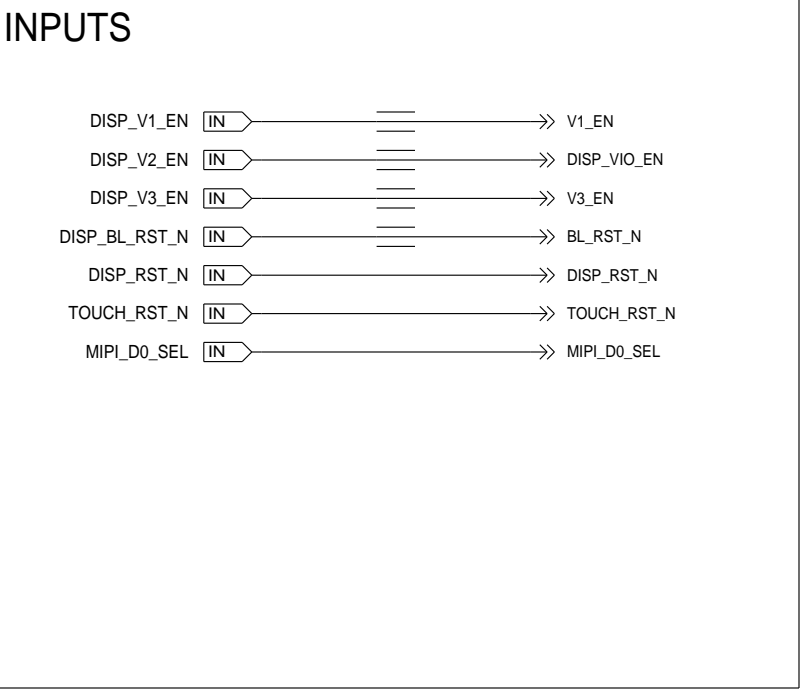 INPUTS
DISP_V1_EN IN V1_EN
DISP_V2_EN IN DISP_VIO_EN
DISP_V3_EN IN V3_EN
DISP_BL_RST_N IN BL_RST_N
DISP_RST_N IN DISP_RST_N
TOUCH_RST_N IN TOUCH_RST_N
MIPI_D0_SEL IN MIPI_D0_SEL